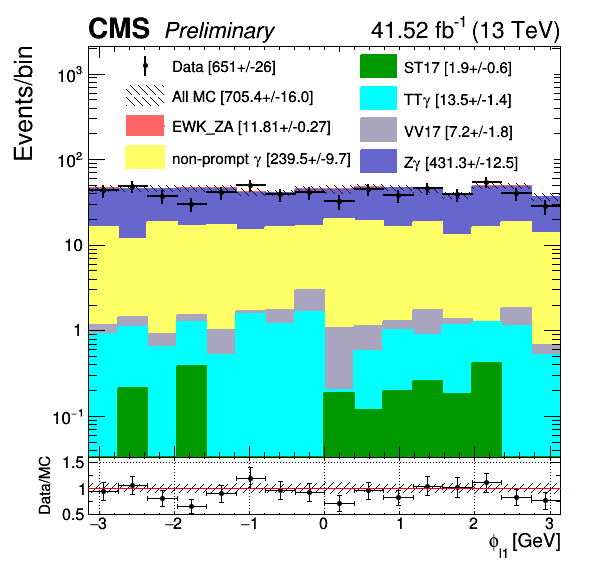 CMS Preliminary 41.52 fb⁻¹ (13 TeV)
Events/bin
10³
10²
10
1
10⁻¹
Data [651+/-26]
All MC [705.4+/-16.0]
EWK_ZA [11.81+/-0.27]
non-prompt γ [239.5+/-9.7]
ST17 [1.9+/-0.6]
TTγ [13.5+/-1.4]
VV17 [7.2+/-1.8]
Zγ [431.3+/-12.5]
Data/MC
1.5
1
0.5
−3 −2 −1 0 1 2 3
ϕ_l1 [GeV]